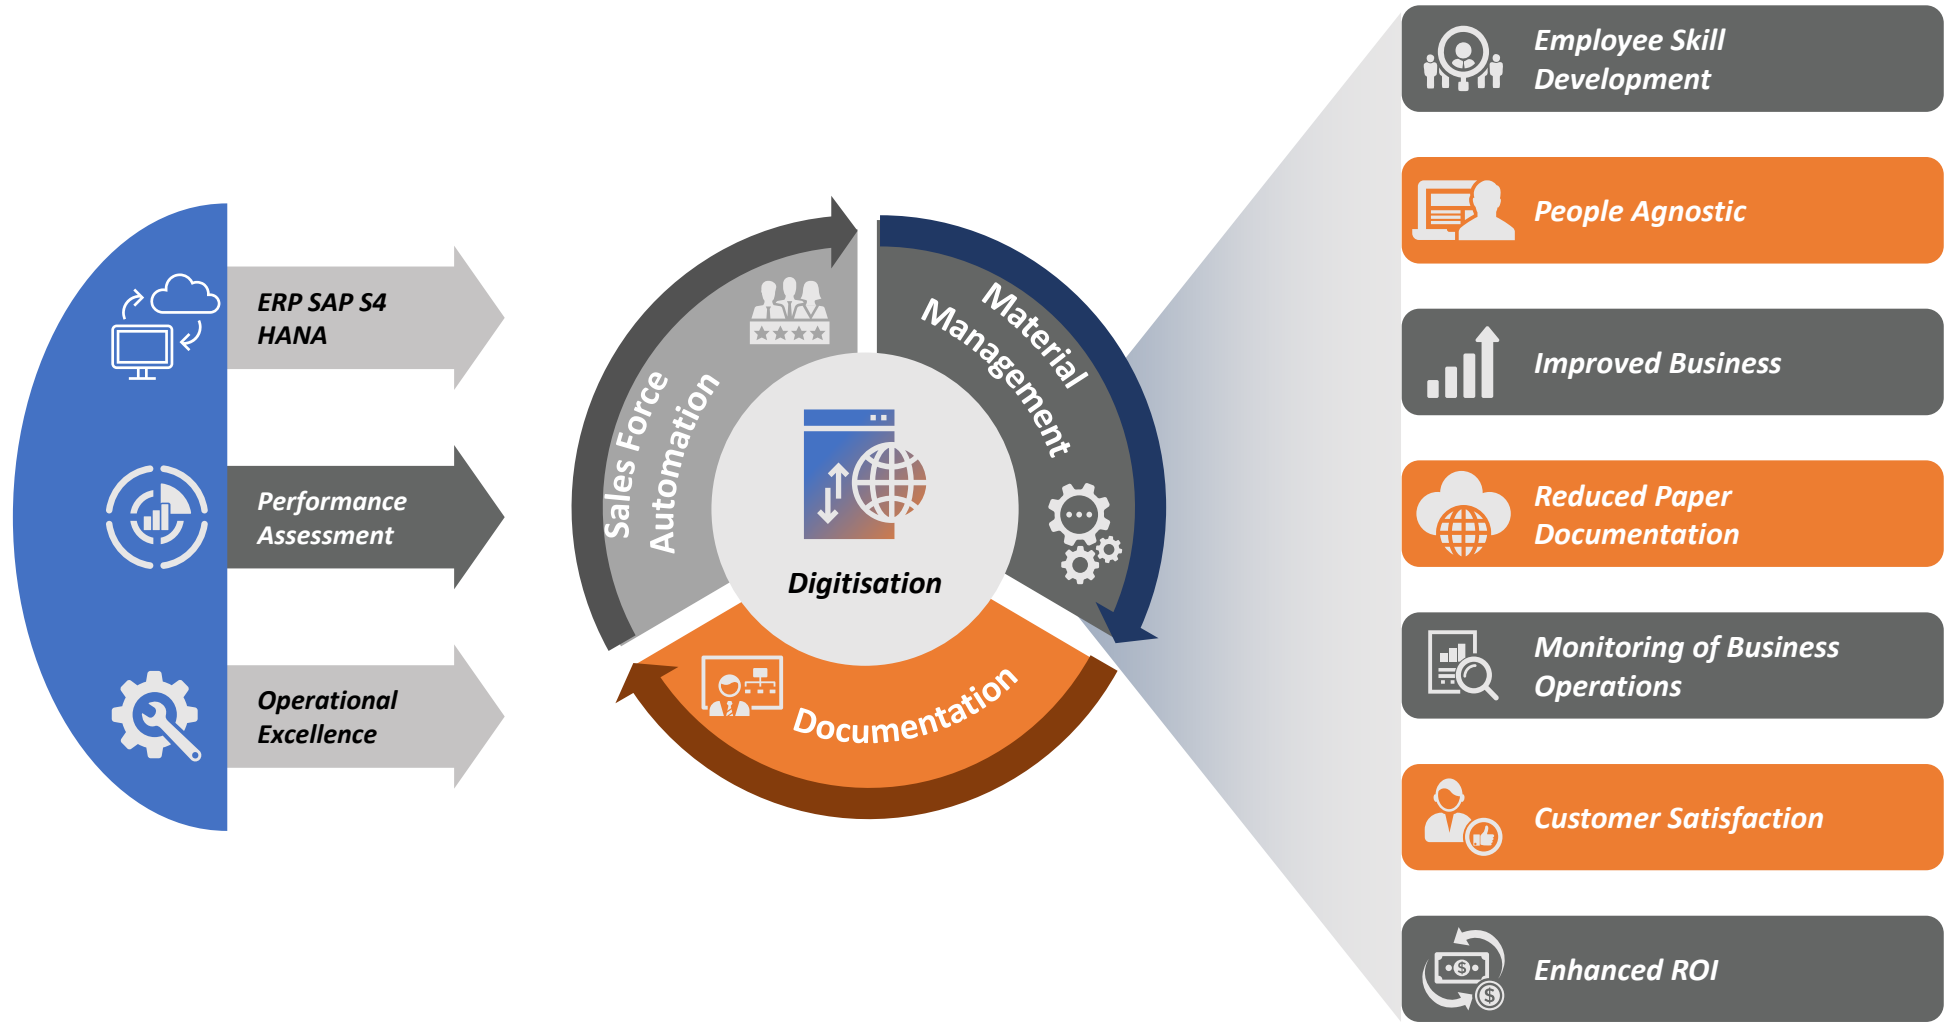 ERP SAP S4
HANA
Performance
Assessment
Operational
Excellence
Sales Force
Automation
Material
Management
Documentation
Digitisation
Employee Skill
Development
People Agnostic
Improved Business
Reduced Paper
Documentation
Monitoring of Business
Operations
Customer Satisfaction
Enhanced ROI